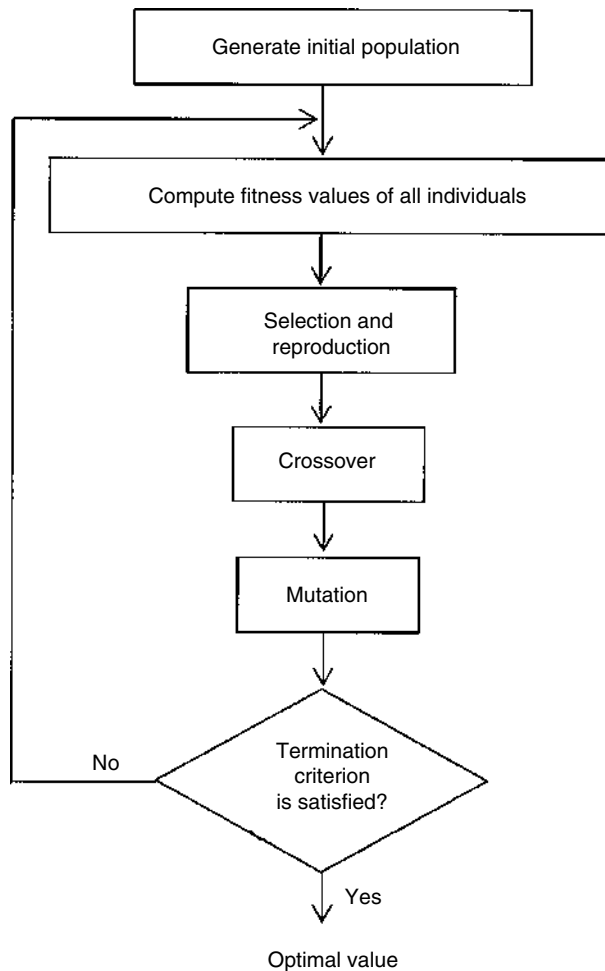 Generate initial population
Compute fitness values of all individuals
Selection and
reproduction
Crossover
Mutation
Termination
criterion
is satisfied?
No
Yes
Optimal value